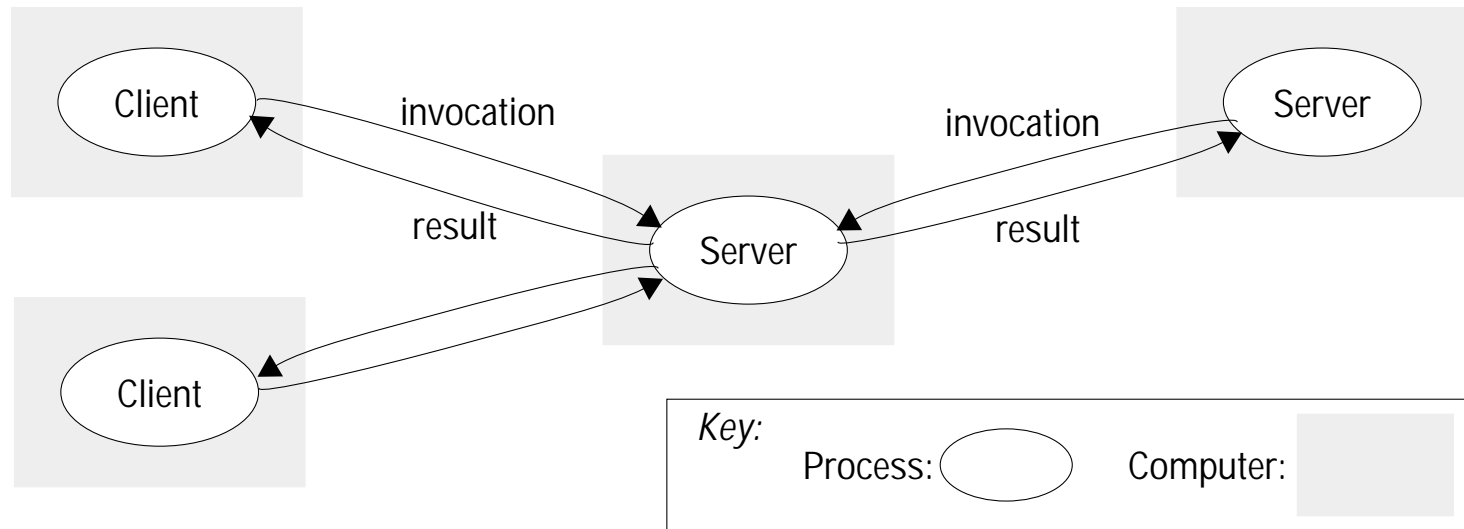 Client
invocation
result
Server
invocation
result
Server
Client
Key:
Process:
Computer: